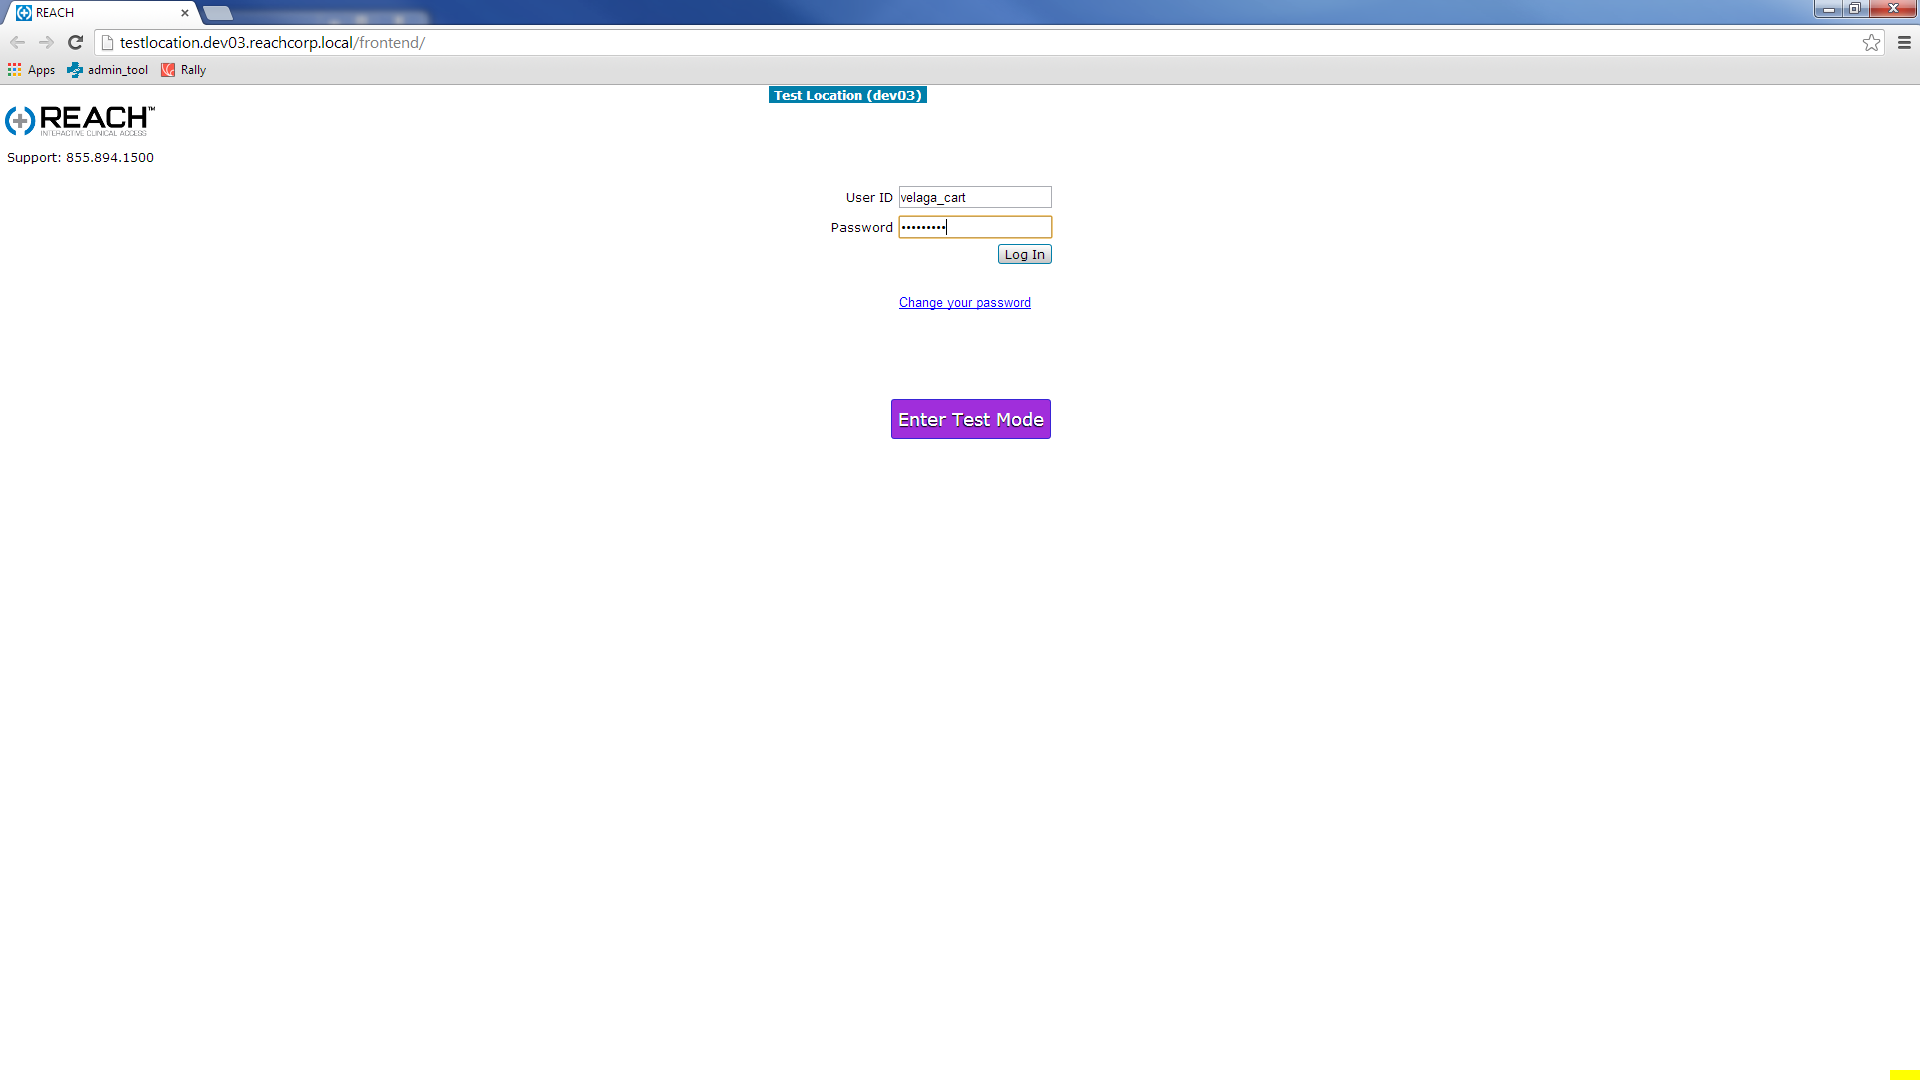 REACH
testlocation.dev03.reachcorp.local/frontend/
Apps admin_tool Rally
Test Location (dev03)
REACH™
INTERACTIVE CLINICAL ACCESS
Support: 855.894.1500
User ID velaga_cart
Password •••••••••
Log In
Change your password
Enter Test Mode